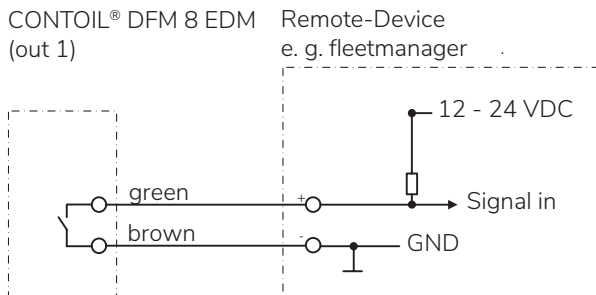 CONTOIL® DFM 8 EDM
(out 1)
Remote-Device
e. g. fleetmanager
12 - 24 VDC
green
+
Signal in
brown
-
GND